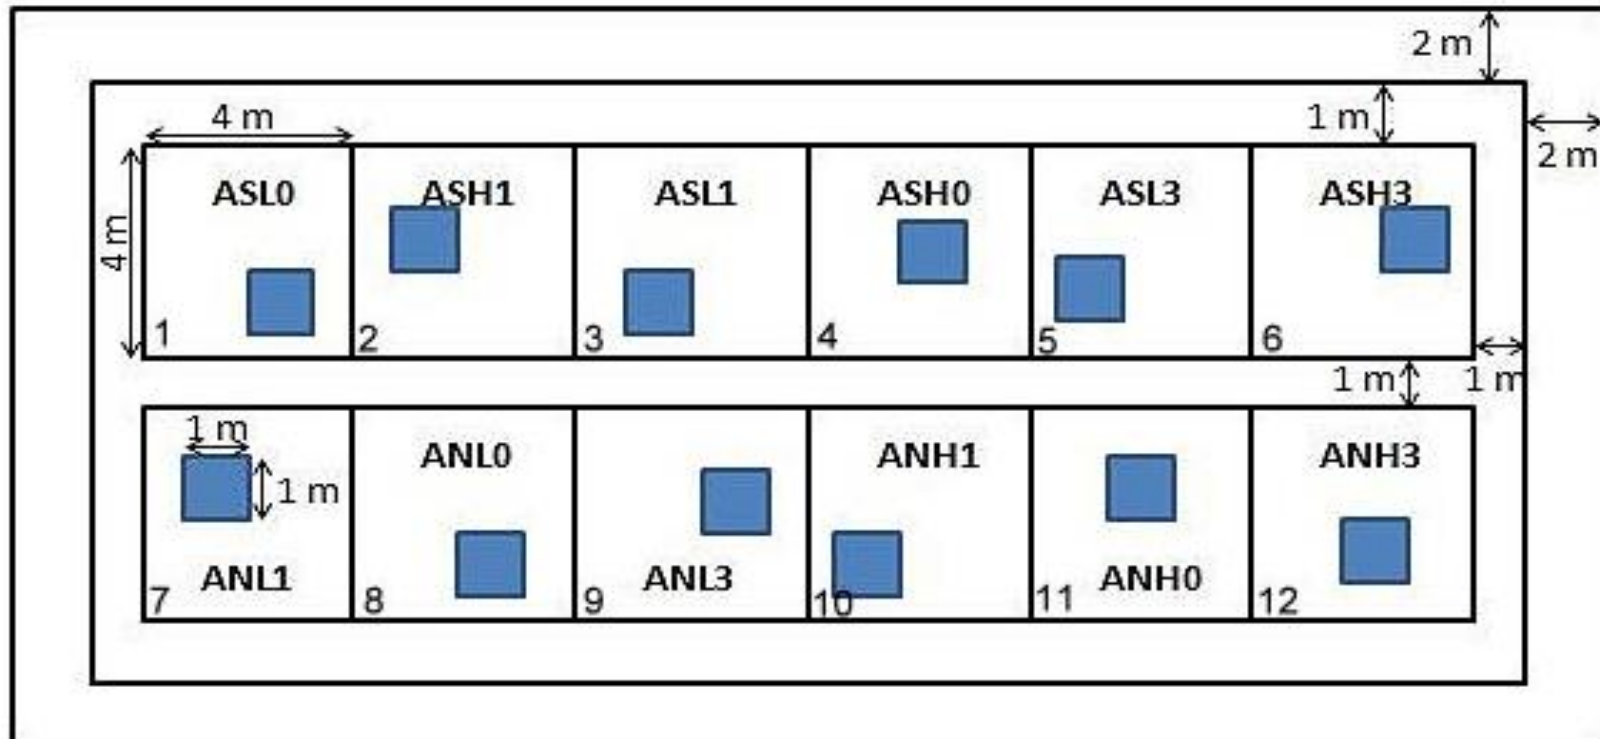 2 m
4 m
1 m
2 m
ASL0 ASH1 ASL1 ASH0 ASL3 ASH3
4 m
1 2 3 4 5 6
1 m 1 m
1 m
ANL0 ANH1 ANH3
1 m
ANL1 ANL3 ANH0
7 8 9 10 11 12